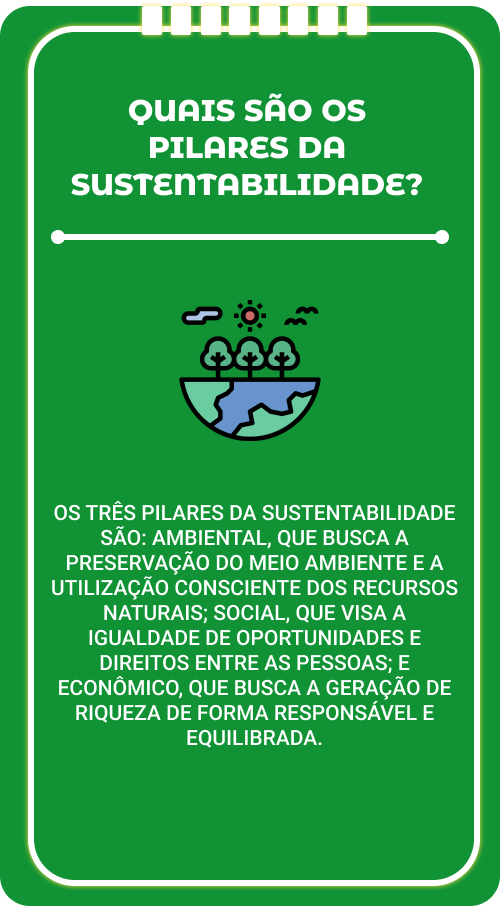 QUAIS SÃO OS
PILARES DA
SUSTENTABILIDADE?
OS TRÊS PILARES DA SUSTENTABILIDADE
SÃO: AMBIENTAL, QUE BUSCA A
PRESERVAÇÃO DO MEIO AMBIENTE E A
UTILIZAÇÃO CONSCIENTE DOS RECURSOS
NATURAIS; SOCIAL, QUE VISA A
IGUALDADE DE OPORTUNIDADES E
DIREITOS ENTRE AS PESSOAS; E
ECONÔMICO, QUE BUSCA A GERAÇÃO DE
RIQUEZA DE FORMA RESPONSÁVEL E
EQUILIBRADA.